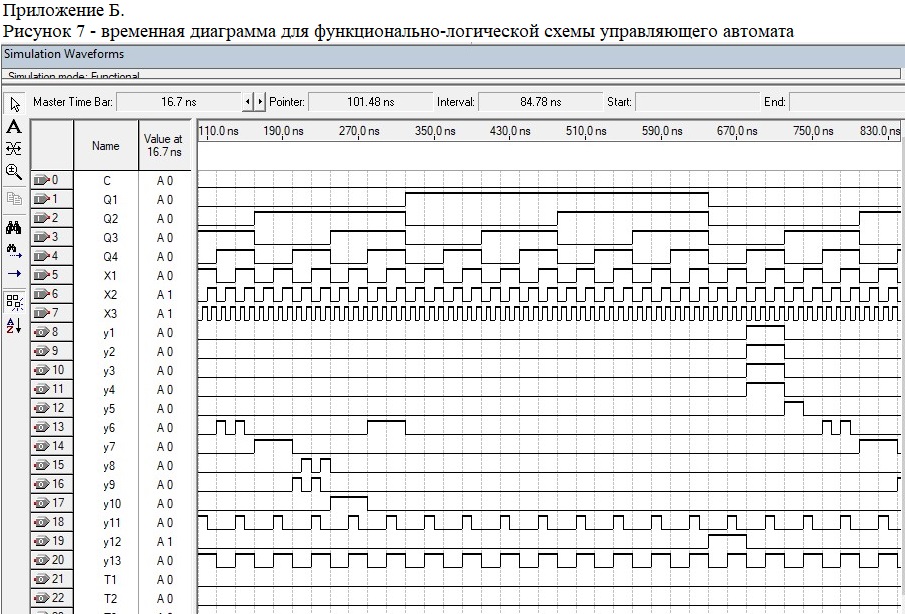 Приложение Б.
Рисунок 7 - временная диаграмма для функционально-логической схемы управляющего автомата
Simulation Waveforms
Simulation mode: Functional
Master Time Bar: 16.7 ns Pointer: 101.48 ns Interval: 84.78 ns Start: End:
Name Value at 16.7 ns 110.0 ns 190.0 ns 270.0 ns 350.0 ns 430.0 ns 510.0 ns 590.0 ns 670.0 ns 750.0 ns 830.0 ns
0 C A 0
1 Q1 A 0
2 Q2 A 0
3 Q3 A 0
4 Q4 A 0
5 X1 A 0
6 X2 A 1
7 X3 A 1
8 y1 A 0
9 y2 A 0
10 y3 A 0
11 y4 A 0
12 y5 A 0
13 y6 A 0
14 y7 A 0
15 y8 A 0
16 y9 A 0
17 y10 A 0
18 y11 A 0
19 y12 A 1
20 y13 A 0
21 T1 A 0
22 T2 A 0